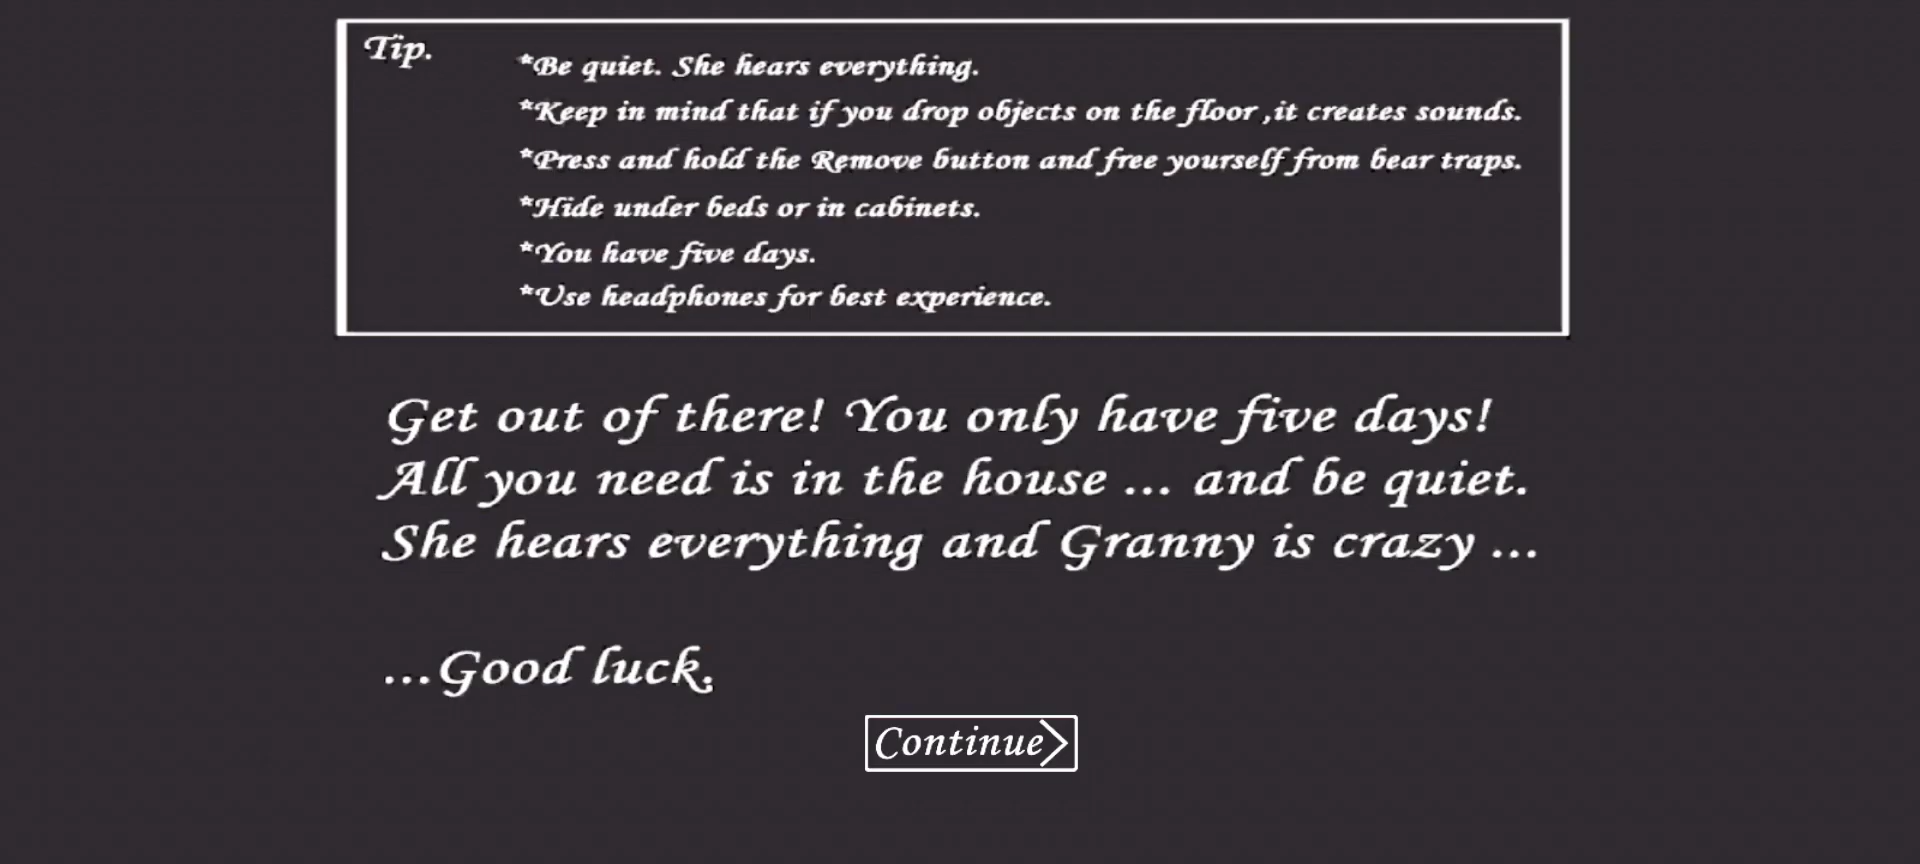 Tip.
*Be quiet. She hears everything.
*Keep in mind that if you drop objects on the floor ,it creates sounds.
*Press and hold the Remove button and free yourself from bear traps.
*Hide under beds or in cabinets.
*You have five days.
*Use headphones for best experience.
Get out of there! You only have five days!
All you need is in the house ... and be quiet.
She hears everything and Granny is crazy ...
...Good luck.
Continue>